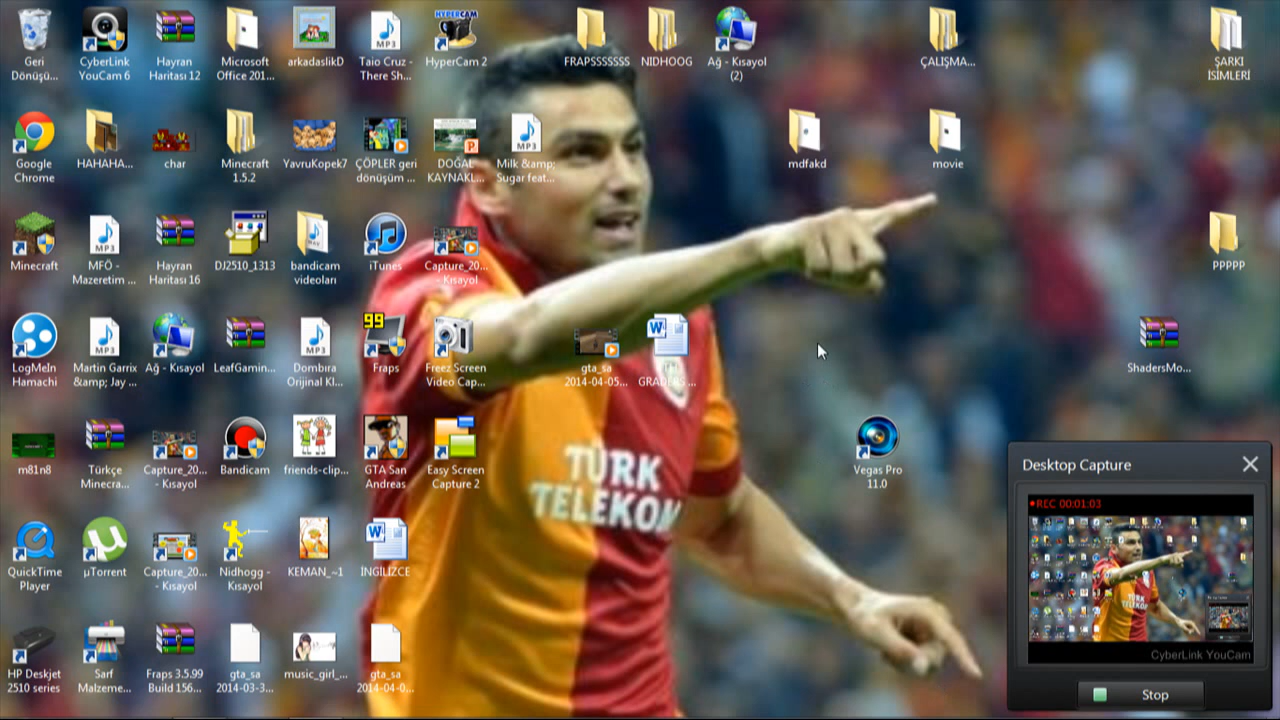 Geri
Dönüşü...
CyberLink
YouCam 6
Hayran
Haritası 12
Microsoft
Office 201...
arkadaslikD
Taio Cruz -
There Sh...
HyperCam 2
FRAPSSSSSSS
NIDHOOG
Ağ - Kısayol
(2)
ÇALIŞMA...
ŞARKI
İSİMLERİ
Google
Chrome
HAHAHA...
char
Minecraft
1.5.2
YavruKopek7
ÇÖPLER geri
dönüşüm ...
DOĞAL
KAYNAKL...
Milk &amp;
Sugar feat...
mdfakd
movie
Minecraft
MFÖ -
Mazeretim ...
Hayran
Haritası 16
DJ2510_1313
bandicam
videoları
iTunes
Capture_20...
- Kısayol
PPPPP
LogMeIn
Hamachi
Martin Garrix
&amp; Jay ...
Ağ - Kısayol
LeafGamin...
Dombıra
Orijinal Kl...
99
Fraps
Freez Screen
Video Cap...
gta_sa
2014-04-05...
GRADERS ...
ShadersMo...
m81n8
Türkçe
Minecra...
Capture_20...
- Kısayol
Bandicam
friends-clip...
GTA San
Andreas
Easy Screen
Capture 2
Vegas Pro
11.0
QuickTime
Player
µTorrent
Capture_20...
- Kısayol
Nidhogg -
Kısayol
KEMAN_~1
İNGİLİZCE
HP Deskjet
2510 series
Sarf
Malzeme...
Fraps 3.5.99
Build 156...
gta_sa
2014-03-3...
music_girl_...
gta_sa
2014-04-0...
TÜRK
TELEKOM
Desktop Capture
REC 00:01:03
TÜRK
TELEKOM
CyberLink YouCam
Stop